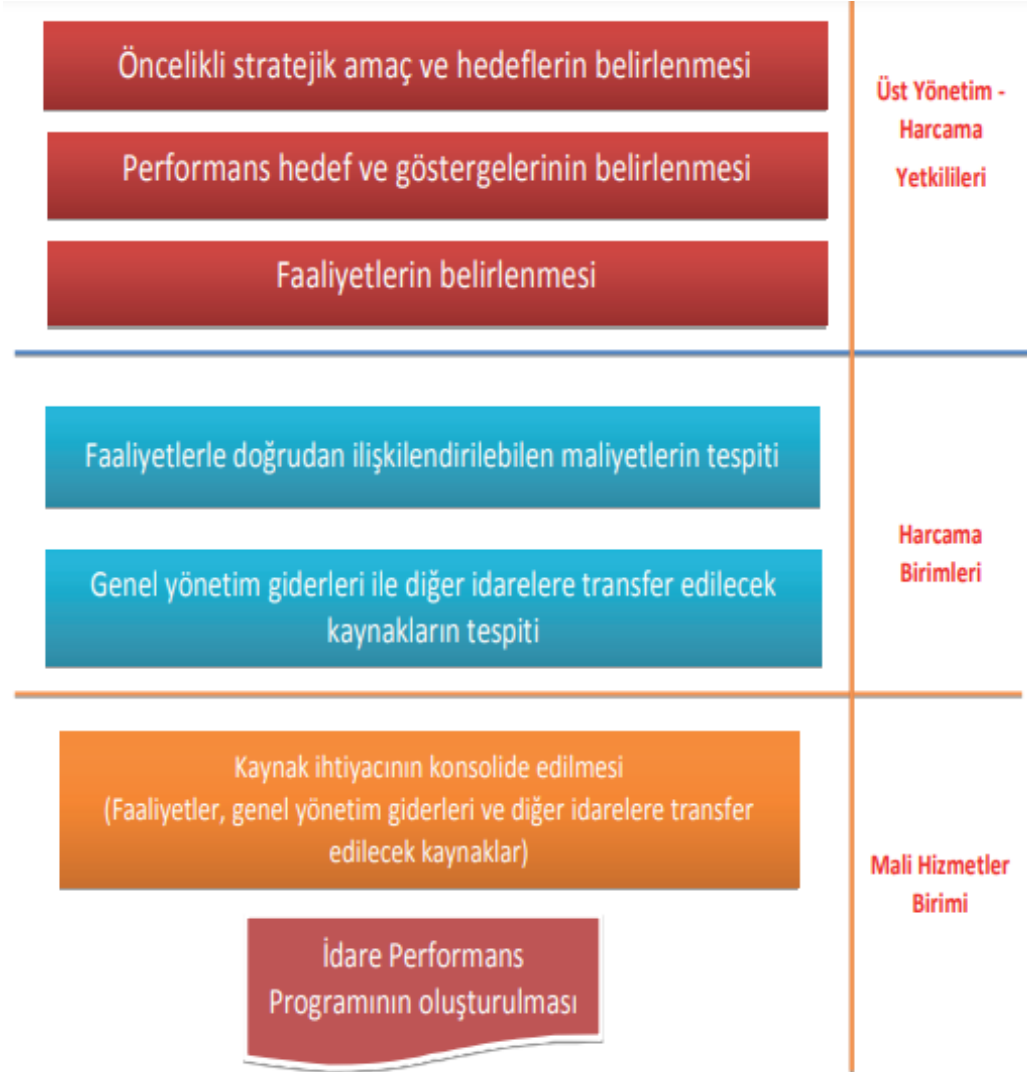 Öncelikli stratejik amaç ve hedeflerin belirlenmesi
Performans hedef ve göstergelerinin belirlenmesi
Faaliyetlerin belirlenmesi
Üst Yönetim -
Harcama
Yetkilileri
Faaliyetlerle doğrudan ilişkilendirilebilen maliyetlerin tespiti
Genel yönetim giderleri ile diğer idarelere transfer edilecek
kaynakların tespiti
Harcama
Birimleri
Kaynak ihtiyacının konsolide edilmesi
(Faaliyetler, genel yönetim giderleri ve diğer idarelere transfer
edilecek kaynaklar)
İdare Performans
Programının oluşturulması
Mali Hizmetler
Birimi